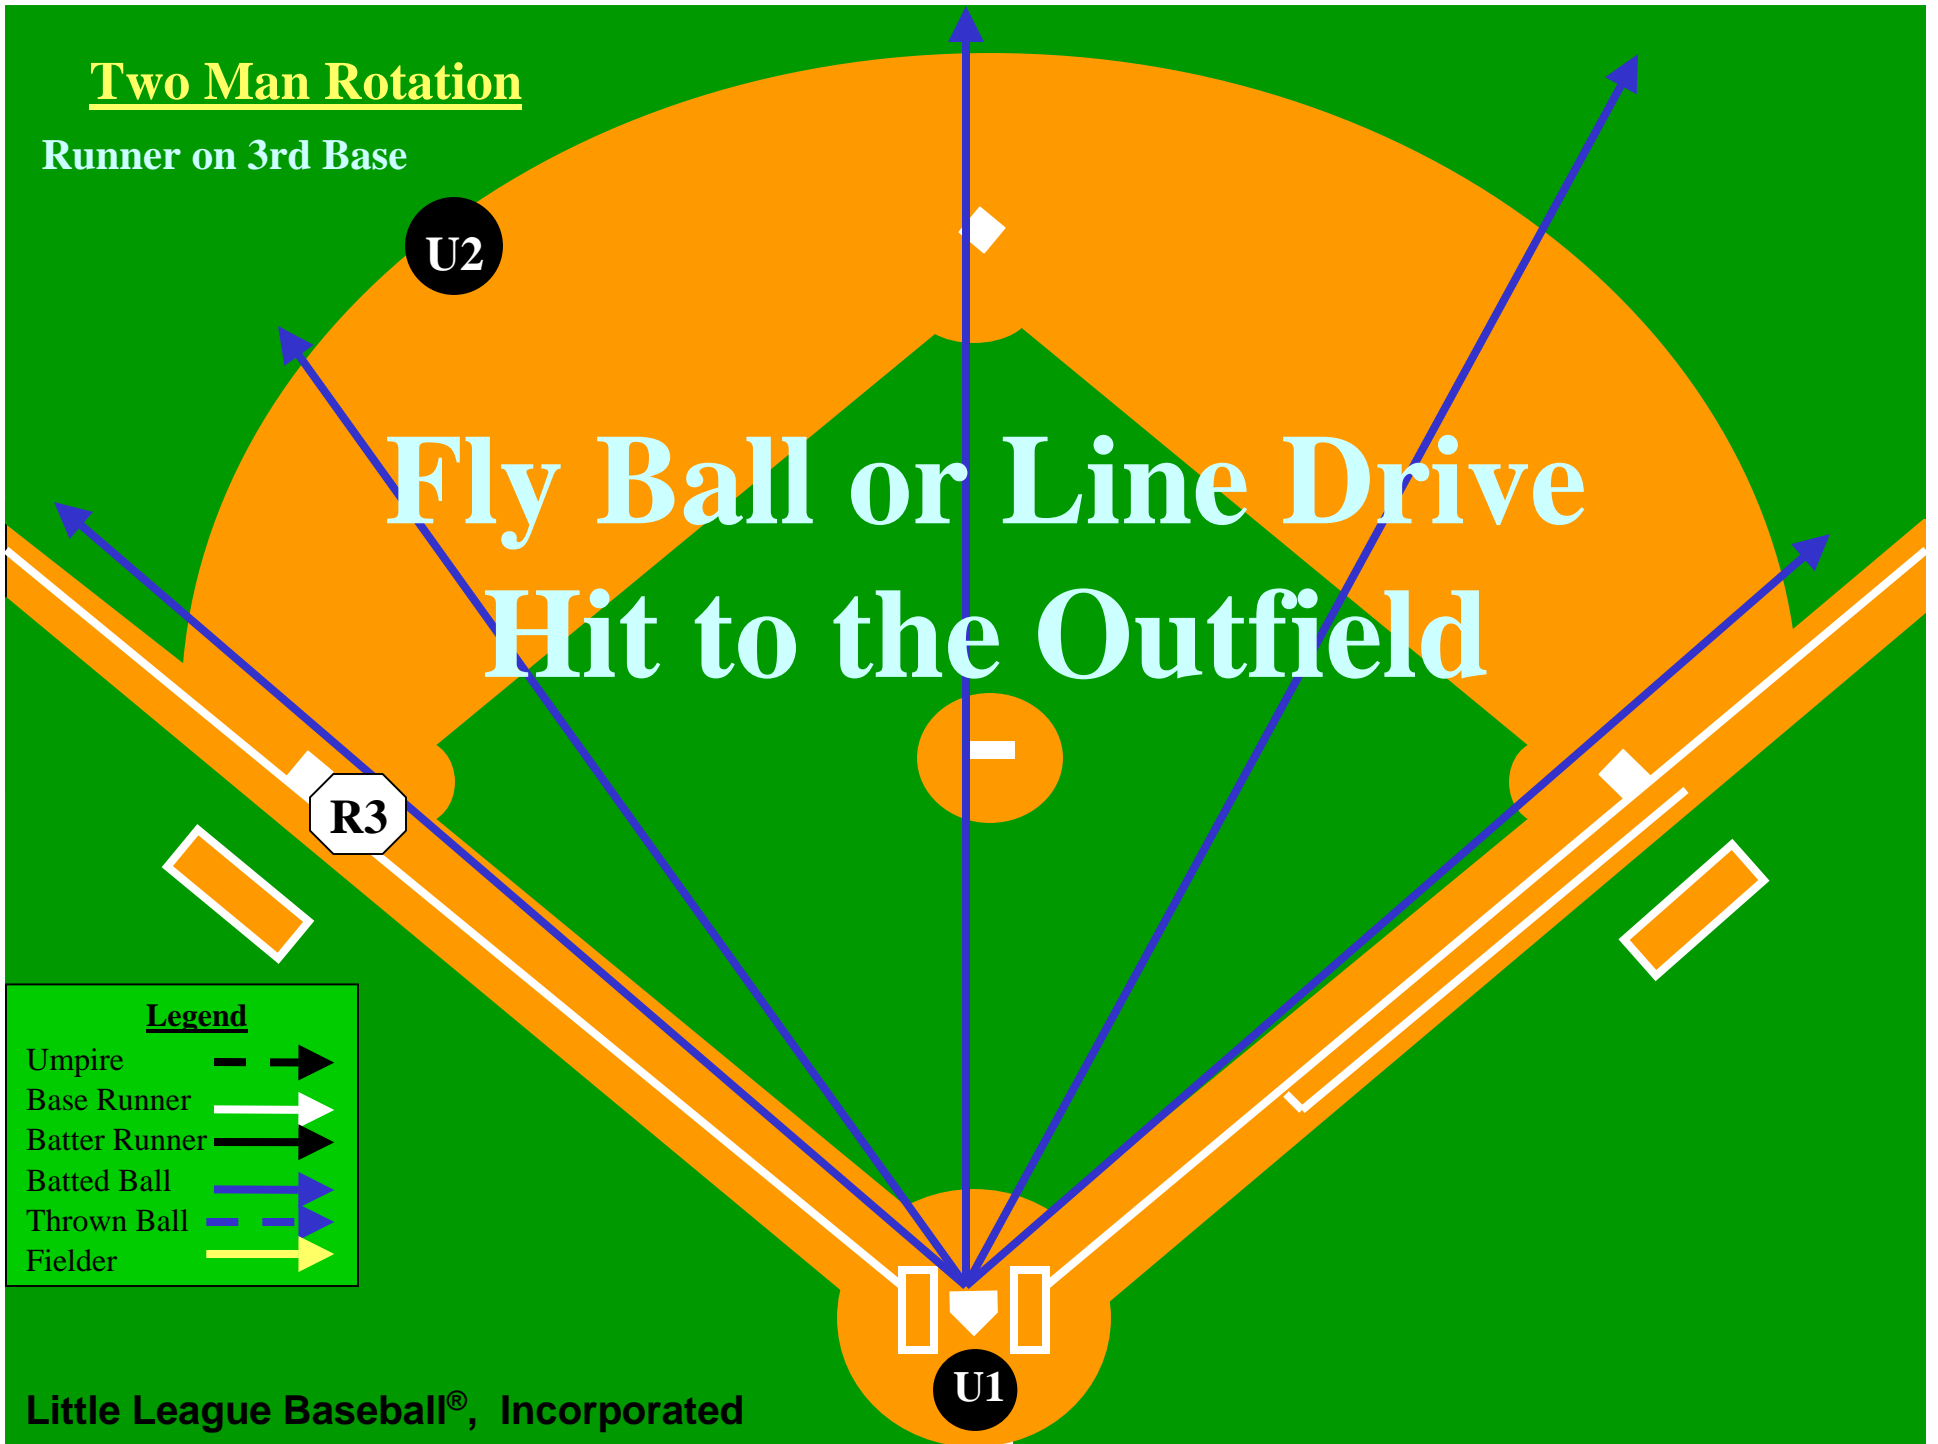 Two Man Rotation
Runner on 3rd Base
U2
Fly Ball or Line Drive
Hit to the Outfield
R3
Legend
Umpire
Base Runner
Batter Runner
Batted Ball
Thrown Ball
Fielder
U1
Little League Baseball®, Incorporated